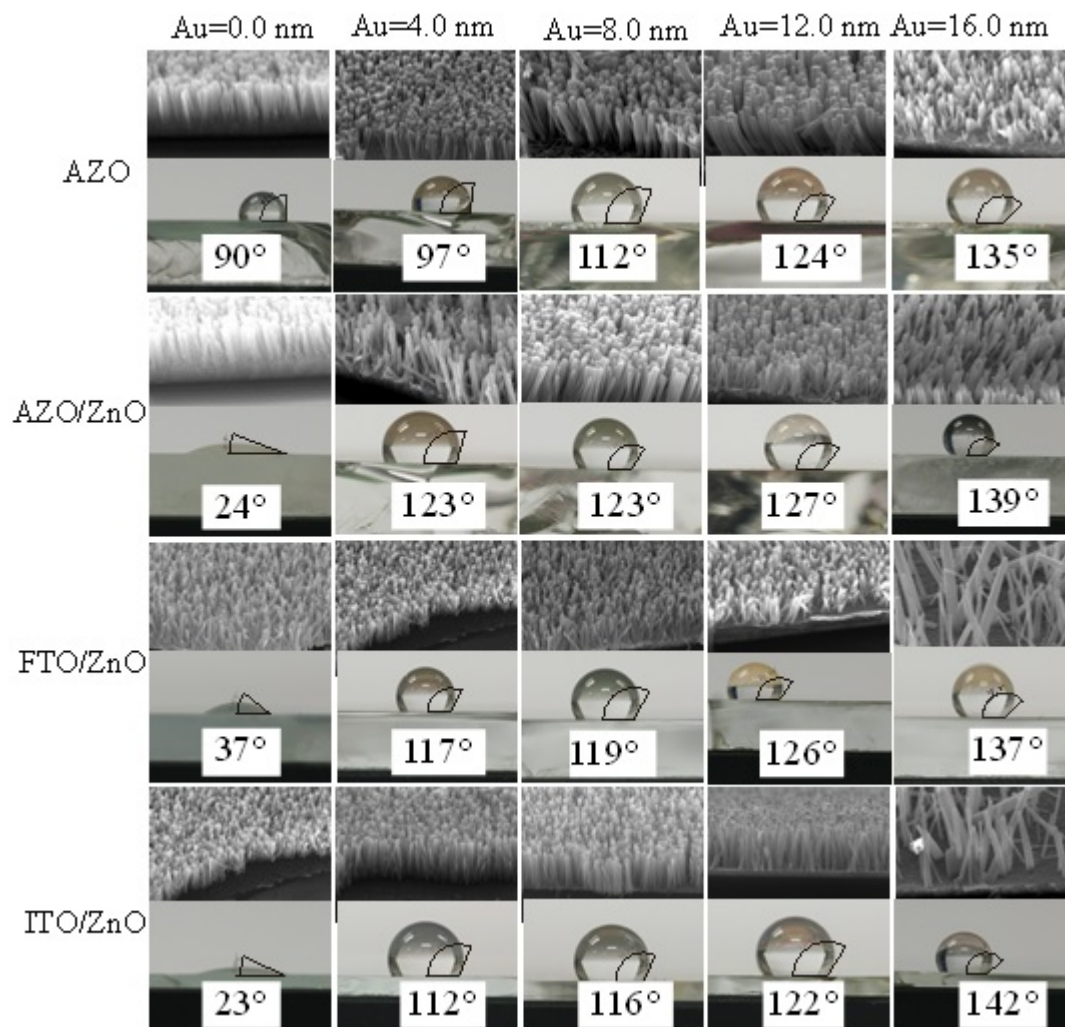 Au=0.0 nm Au=4.0 nm Au=8.0 nm Au=12.0 nm Au=16.0 nm
AZO
90° 97° 112° 124° 135°
AZO/ZnO
24° 123° 123° 127° 139°
FTO/ZnO
37° 117° 119° 126° 137°
ITO/ZnO
23° 112° 116° 122° 142°